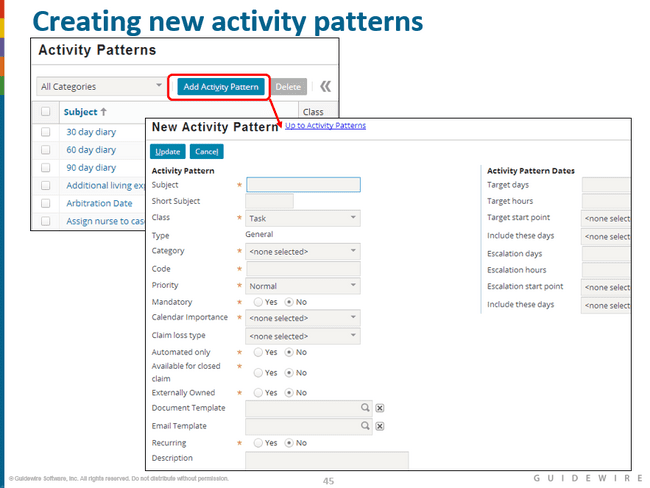 Creating new activity patterns
Activity Patterns
All Categories
Add Activity Pattern
Delete
Subject
Class
30 day diary
60 day diary
90 day diary
Additional living exp
Arbitration Date
Assign nurse to cas
New Activity Pattern
Up to Activity Patterns
Update
Cancel
Activity Pattern
Subject *
Short Subject
Class * Task
Type General
Category * <none selected>
Code *
Priority * Normal
Mandatory * Yes No
Calendar Importance * <none selected>
Claim loss type * <none selected>
Automated only * Yes No
Available for closed
claim * Yes No
Externally Owned * Yes No
Document Template
Email Template
Recurring * Yes No
Description
Activity Pattern Dates
Target days
Target hours
Target start point <none select
Include these days <none select
Escalation days
Escalation hours
Escalation start point <none select
Include these days <none select
© Guidewire Software, Inc. All rights reserved. Do not distribute without permission.
45
GUIDEWIRE